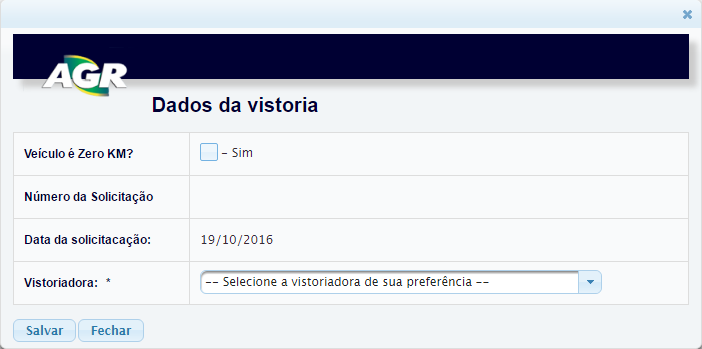 AGR
Dados da vistoria
Veículo é Zero KM? - Sim
Número da Solicitação
Data da solicitacação: 19/10/2016
Vistoriadora: * -- Selecione a vistoriadora de sua preferência --
Salvar Fechar